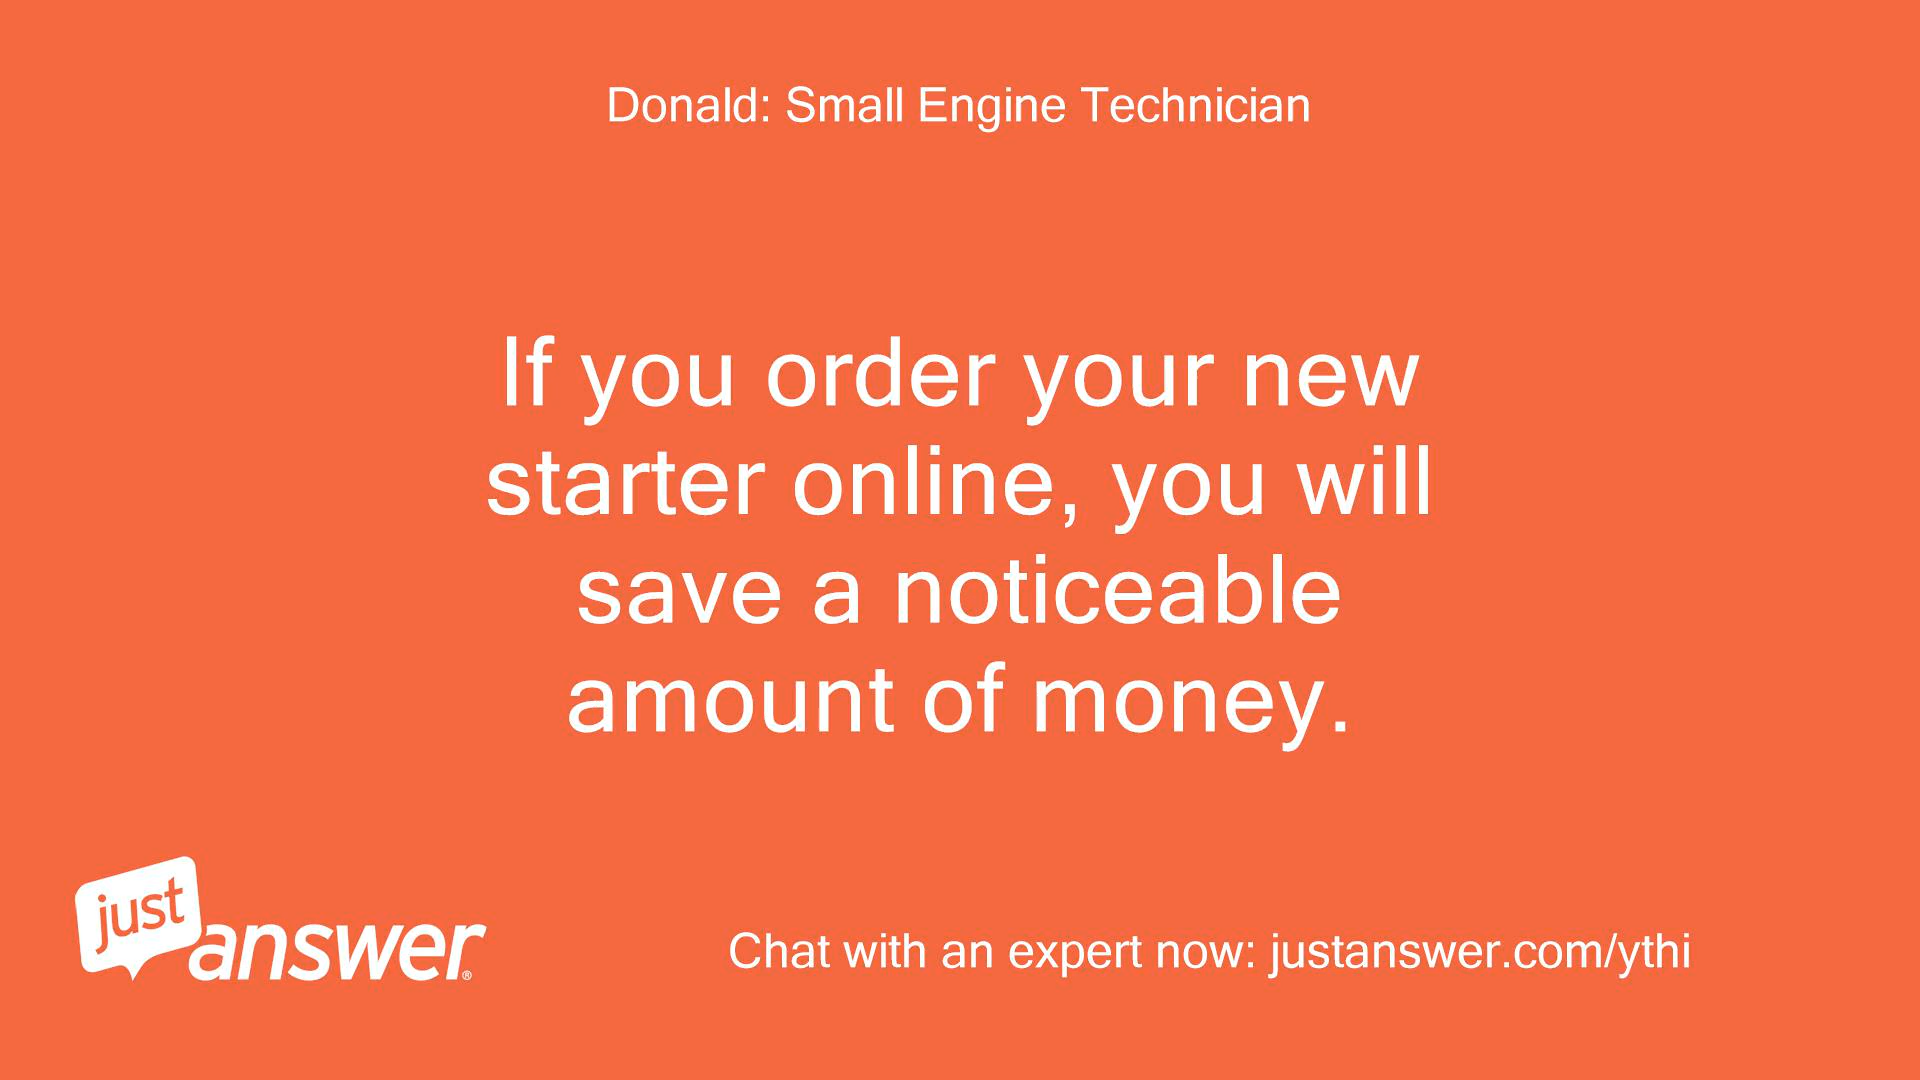 Donald: Small Engine Technician
If you order your new
starter online, you will
save a noticeable
amount of money.
just
answer®
Chat with an expert now: justanswer.com/ythi